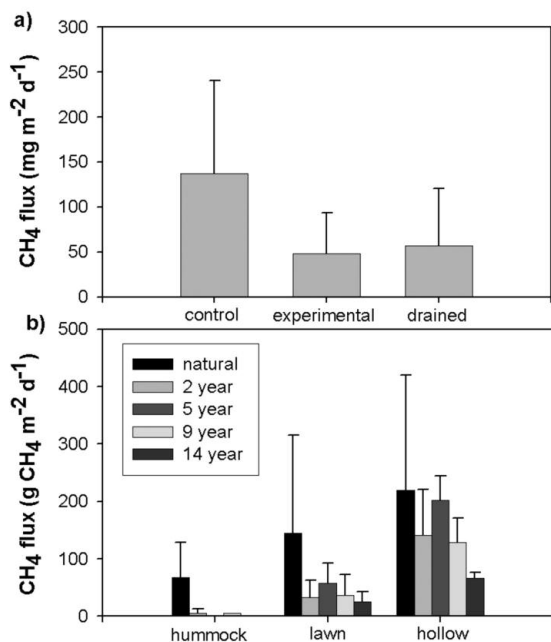 a)
CH4 flux (mg m-2 d-1)
300
250
200
150
100
50
0
control experimental drained
b)
CH4 flux (g CH4 m-2 d-1)
500
400
300
200
100
0
natural
2 year
5 year
9 year
14 year
hummock lawn hollow